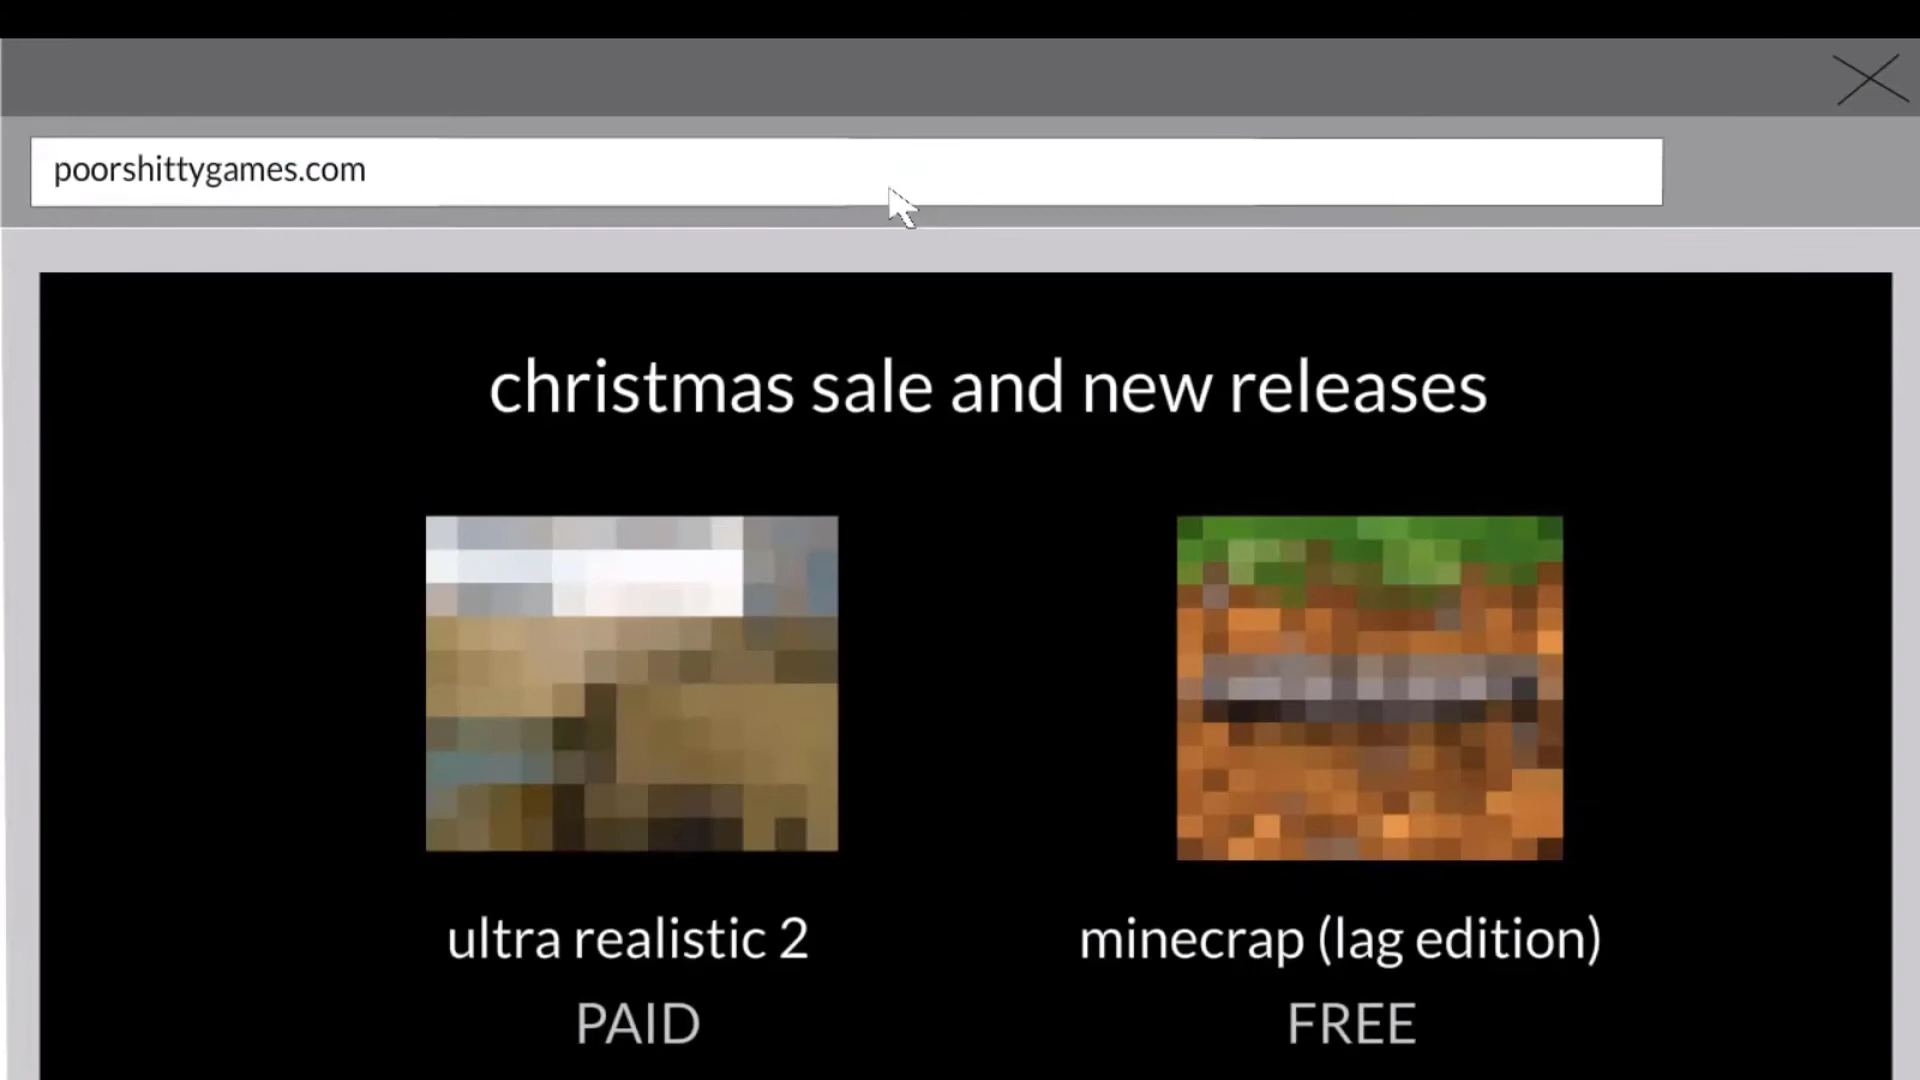 poorshittygames.com
christmas sale and new releases
ultra realistic 2
minecrap (lag edition)
PAID
FREE